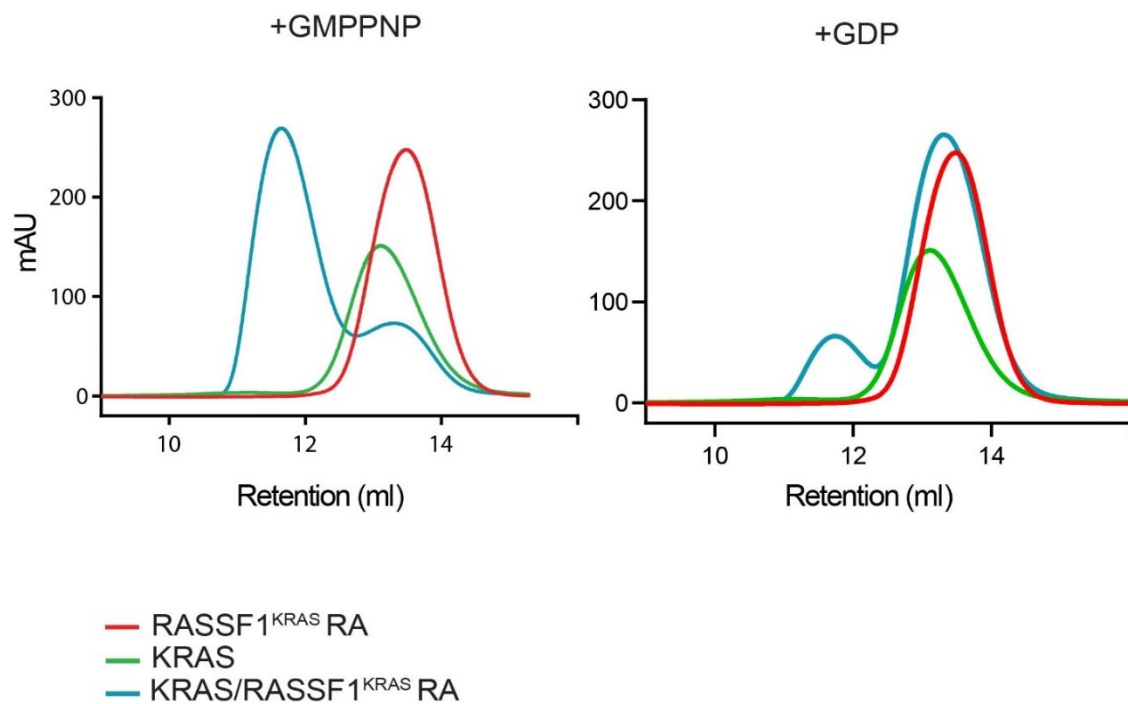 +GMPPNP
300
200
100
0
mAU
10 12 14
Retention (ml)
+GDP
300
200
100
0
10 12 14
Retention (ml)
RASSF1ᴷᴿᴬˢ RA
KRAS
KRAS/RASSF1ᴷᴿᴬˢ RA